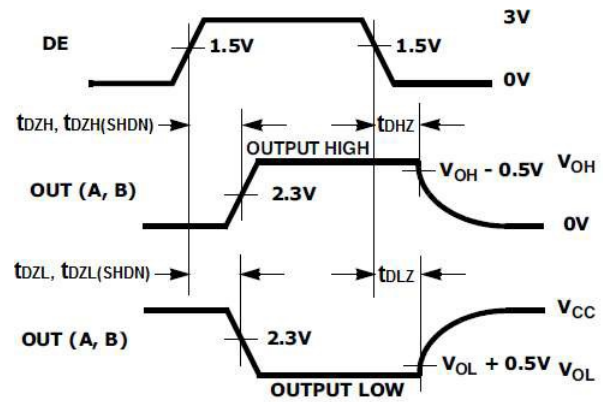 3V
DE
1.5V
1.5V
0V
tDZH, tDZH(SHDN)
tDHZ
OUTPUT HIGH
VOH - 0.5V
VOH
OUT (A, B)
2.3V
0V
tDZL, tDZL(SHDN)
tDLZ
VCC
OUT (A, B)
2.3V
VOL + 0.5V
VOL
OUTPUT LOW